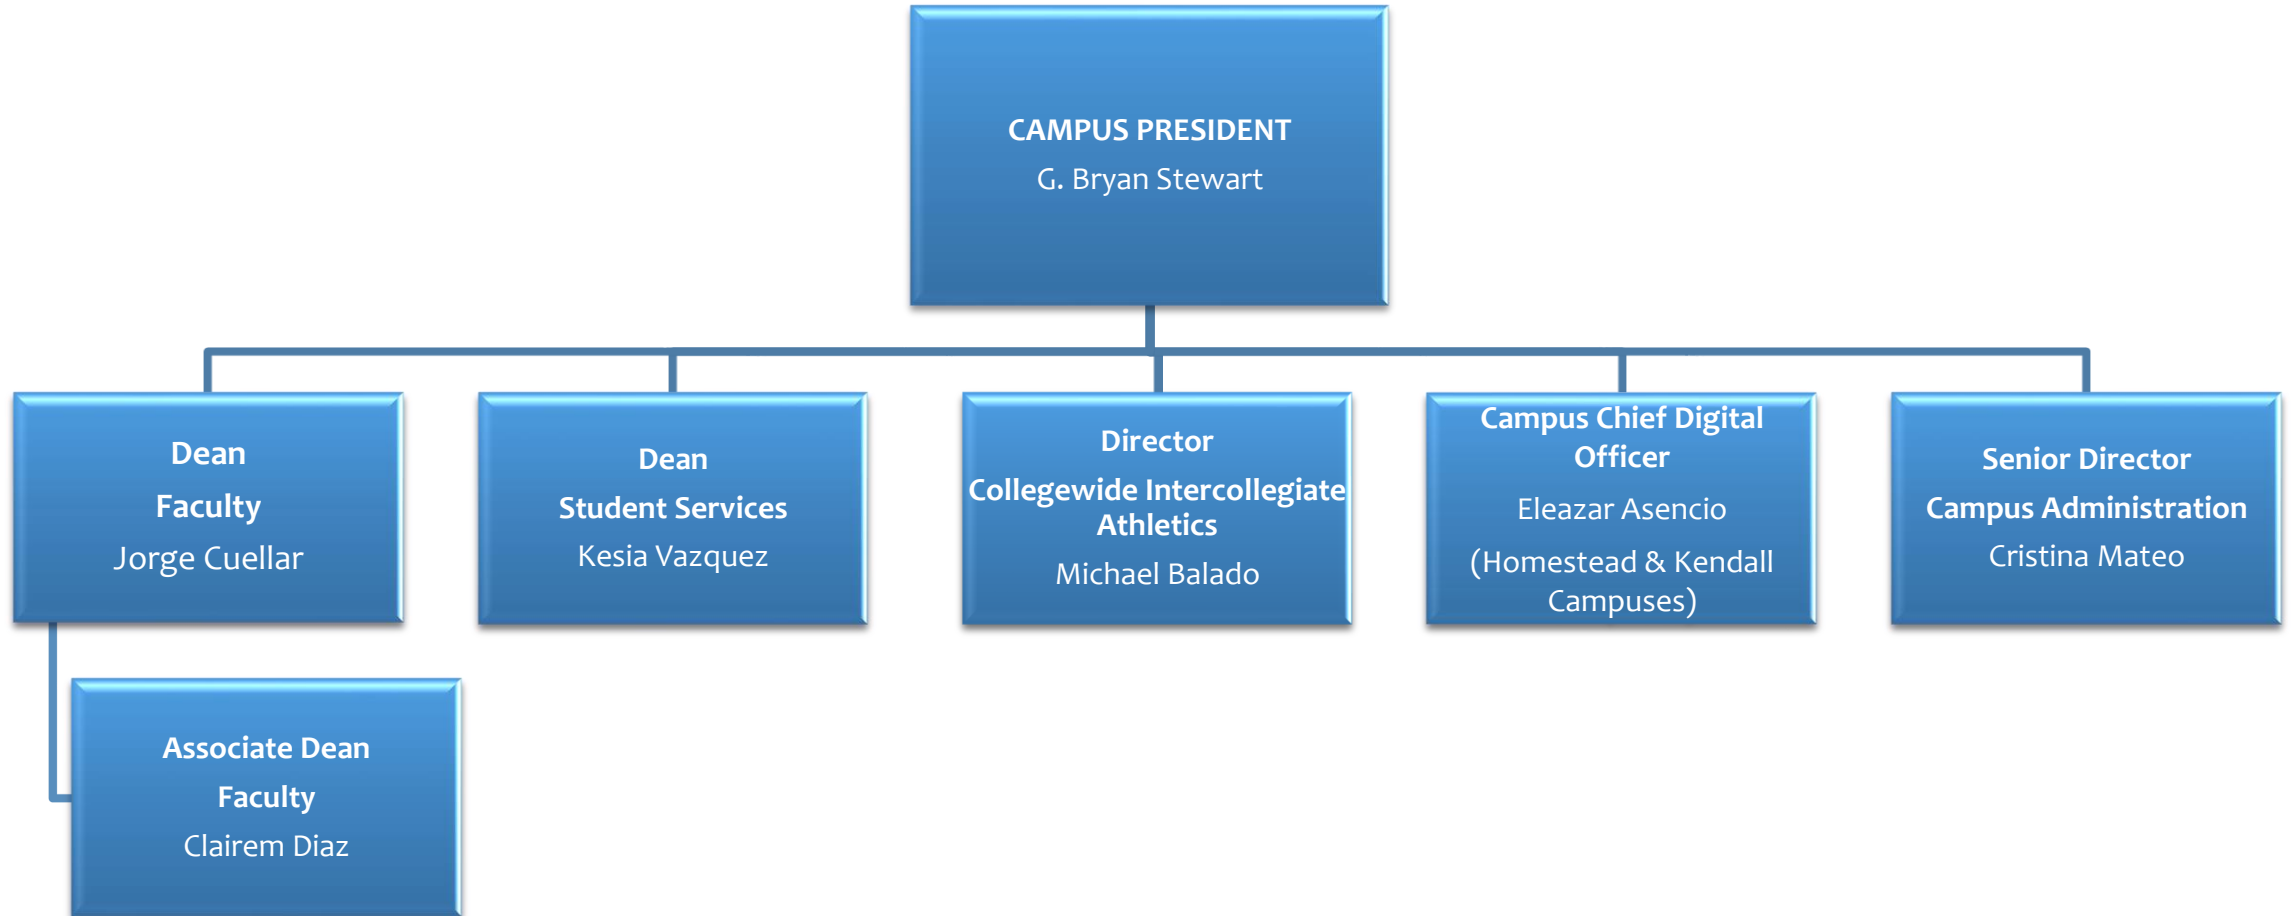 CAMPUS PRESIDENT
G. Bryan Stewart
Dean
Faculty
Jorge Cuellar
Dean
Student Services
Kesia Vazquez
Director
Collegewide Intercollegiate
Athletics
Michael Balado
Campus Chief Digital
Officer
Eleazar Asencio
(Homestead & Kendall
Campuses)
Senior Director
Campus Administration
Cristina Mateo
Associate Dean
Faculty
Clairem Diaz